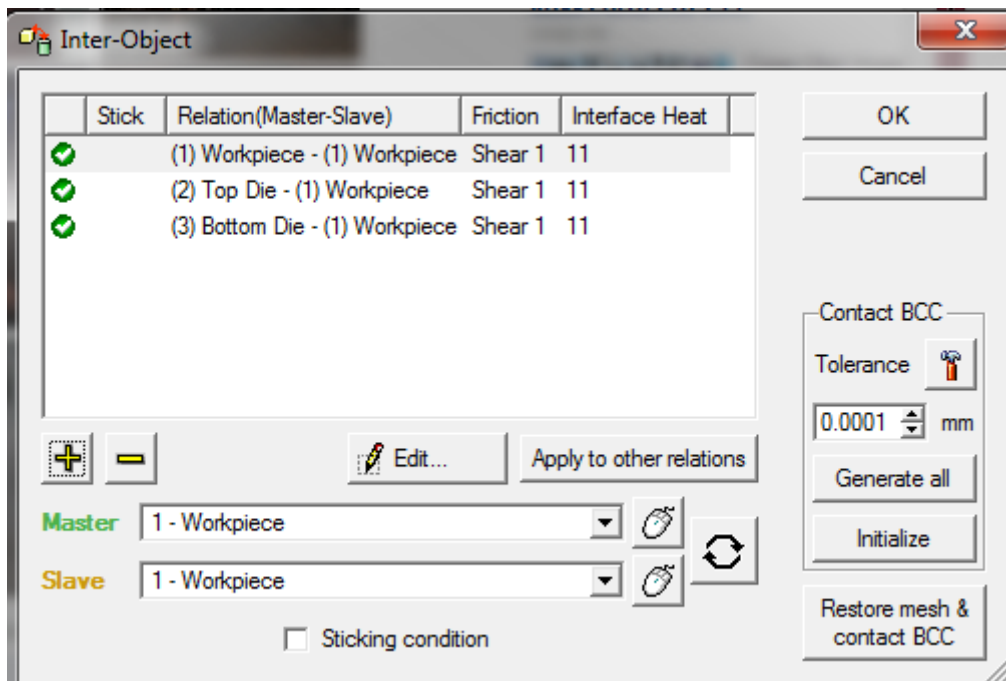 Inter-Object
Stick Relation(Master-Slave) Friction Interface Heat
(1) Workpiece - (1) Workpiece Shear 1 11
(2) Top Die - (1) Workpiece Shear 1 11
(3) Bottom Die - (1) Workpiece Shear 1 11
OK
Cancel
Contact BCC
Tolerance
0.0001 mm
Generate all
Initialize
Restore mesh &
contact BCC
Edit...
Apply to other relations
Master 1 - Workpiece
Slave 1 - Workpiece
Sticking condition